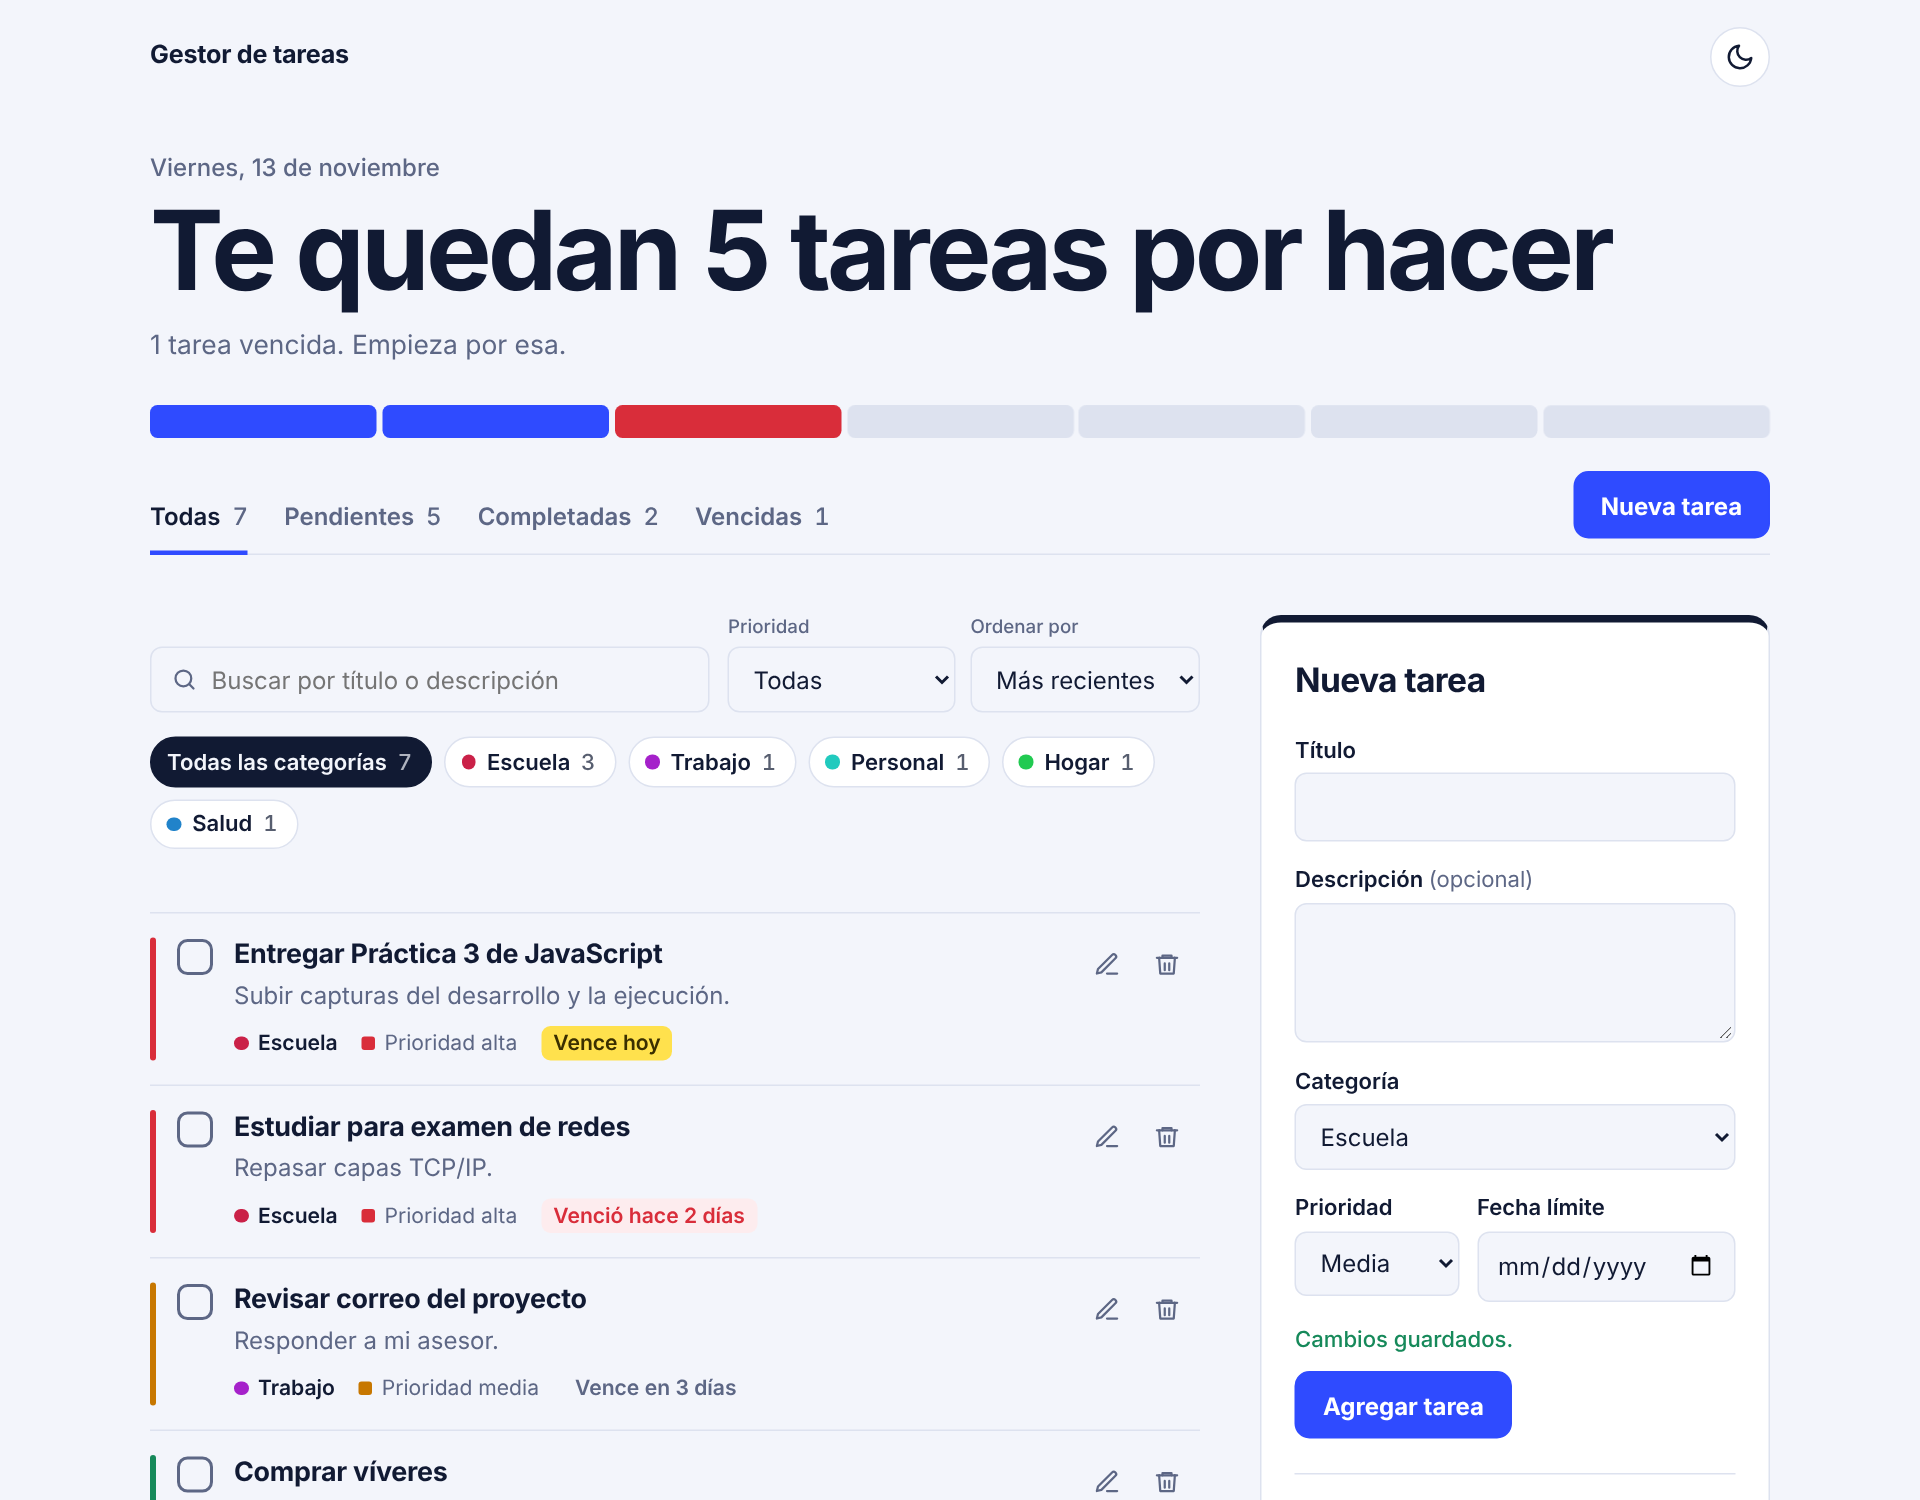 Gestor de tareas
Viernes, 13 de noviembre
Te quedan 5 tareas por hacer
1 tarea vencida. Empieza por esa.
Todas 7 Pendientes 5 Completadas 2 Vencidas 1
Nueva tarea
Prioridad Ordenar por
Buscar por título o descripción Todas Más recientes
Todas las categorías 7 Escuela 3 Trabajo 1 Personal 1 Hogar 1
Salud 1
Entregar Práctica 3 de JavaScript
Subir capturas del desarrollo y la ejecución.
Escuela Prioridad alta Vence hoy
Estudiar para examen de redes
Repasar capas TCP/IP.
Escuela Prioridad alta Venció hace 2 días
Revisar correo del proyecto
Responder a mi asesor.
Trabajo Prioridad media Vence en 3 días
Comprar víveres
Nueva tarea
Título
Descripción (opcional)
Categoría
Escuela
Prioridad Fecha límite
Media mm/dd/yyyy
Cambios guardados.
Agregar tarea